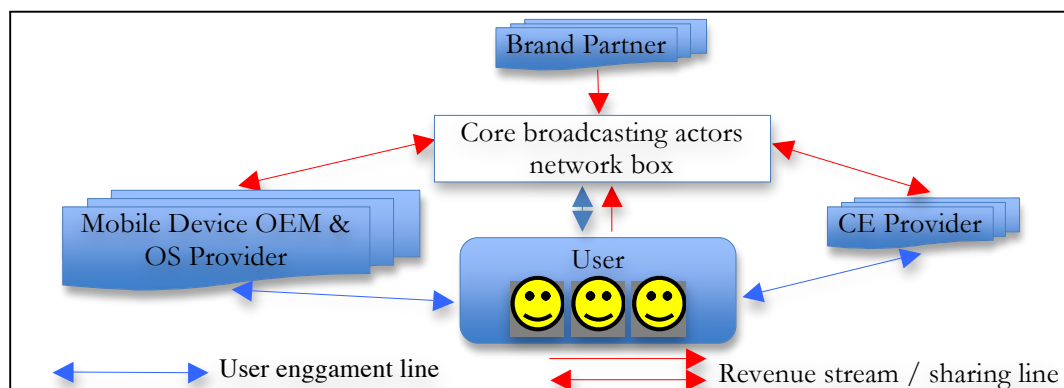 Brand Partner
Core broadcasting actors
network box
Mobile Device OEM &
OS Provider
CE Provider
User
User enggament line
Revenue stream / sharing line